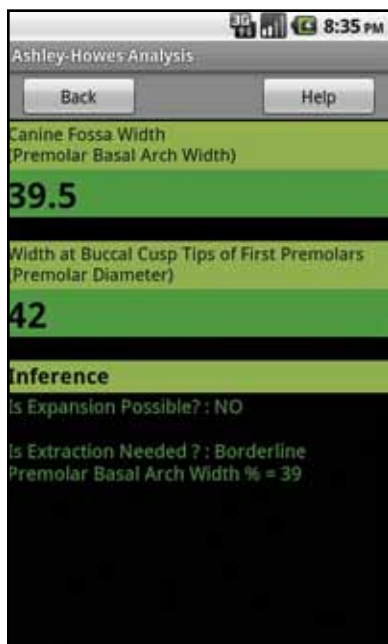 3G 8:35 PM
Ashley-Howes Analysis
Back Help
Canine Fossa Width
(Premolar Basal Arch Width)
39.5
Width at Buccal Cusp Tips of First Premolars
(Premolar Diameter)
42
Inference
Is Expansion Possible? : NO
Is Extraction Needed ? : Borderline
Premolar Basal Arch Width % = 39